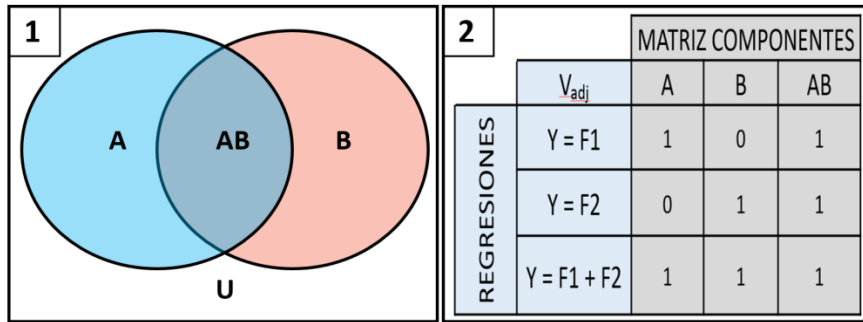 1
A
AB
B
U
2
MATRIZ COMPONENTES
Vadj
A
B
AB
REGRESIONES
Y = F1
1
0
1
Y = F2
0
1
1
Y = F1 + F2
1
1
1